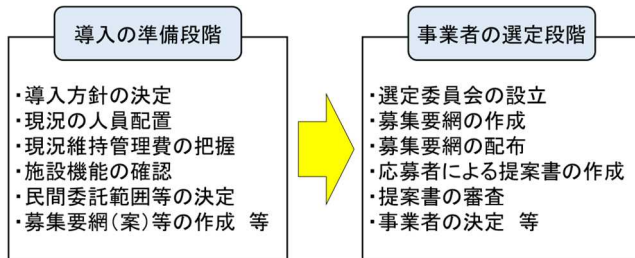 導入の準備段階
・導入方針の決定
・現況の人員配置
・現況維持管理費の把握
・施設機能の確認
・民間委託範囲等の決定
・募集要網(案)等の作成 等
事業者の選定段階
・選定委員会の設立
・募集要網の作成
・募集要網の配布
・応募者による提案書の作成
・提案書の審査
・事業者の決定 等